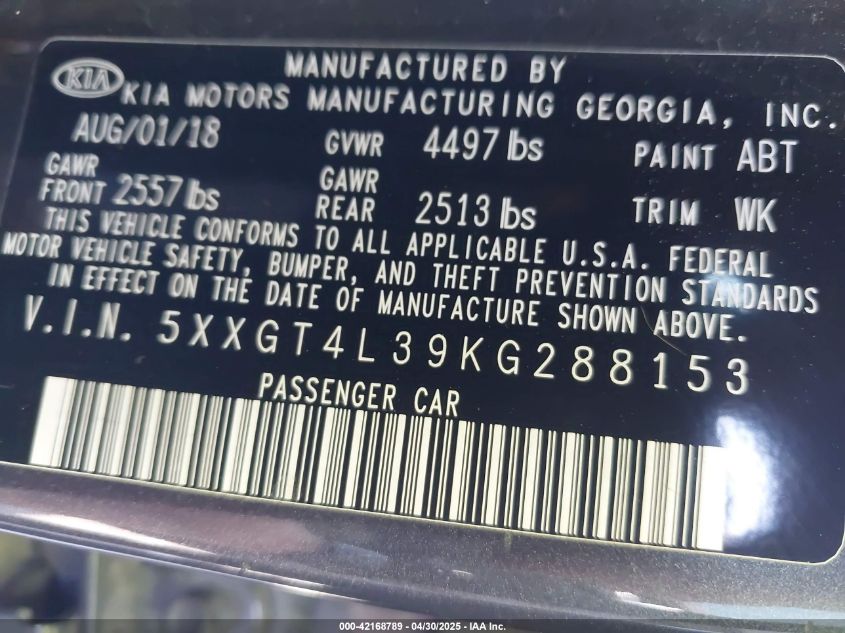 KIA
MANUFACTURED BY
KIA MOTORS MANUFACTURING GEORGIA, INC.
AUG/01/18 GVWR 4497 lbs PAINT ABT
GAWR FRONT 2557 lbs GAWR REAR 2513 lbs TRIM WK
THIS VEHICLE CONFORMS TO ALL APPLICABLE U.S.A. FEDERAL
MOTOR VEHICLE SAFETY, BUMPER, AND THEFT PREVENTION STANDARDS
IN EFFECT ON THE DATE OF MANUFACTURE SHOWN ABOVE.
V.I.N. 5XXGT4L39KG288153
PASSENGER CAR
000-42168789 - 04/30/2025 - IAA Inc.